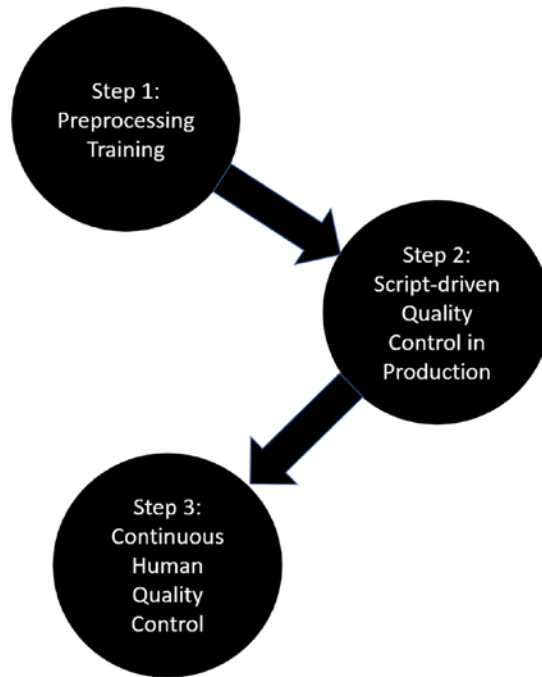 Step 1:
Preprocessing
Training
Step 2:
Script-driven
Quality
Control in
Production
Step 3:
Continuous
Human
Quality
Control